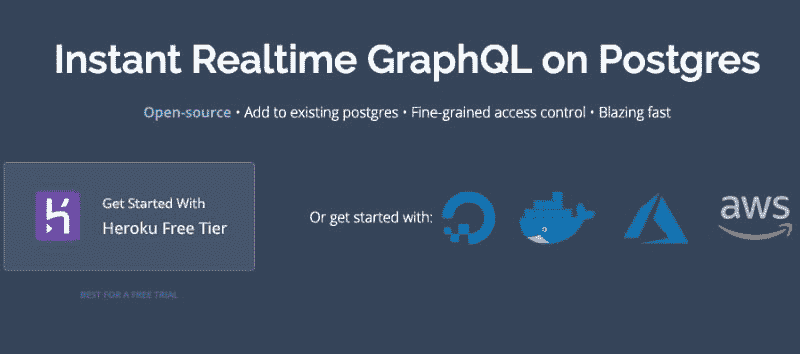 Instant Realtime GraphQL on Postgres
Open-source • Add to existing postgres • Fine-grained access control • Blazing fast
Get Started With
Heroku Free Tier
Or get started with:
aws
BEST FOR A FREE TRIAL